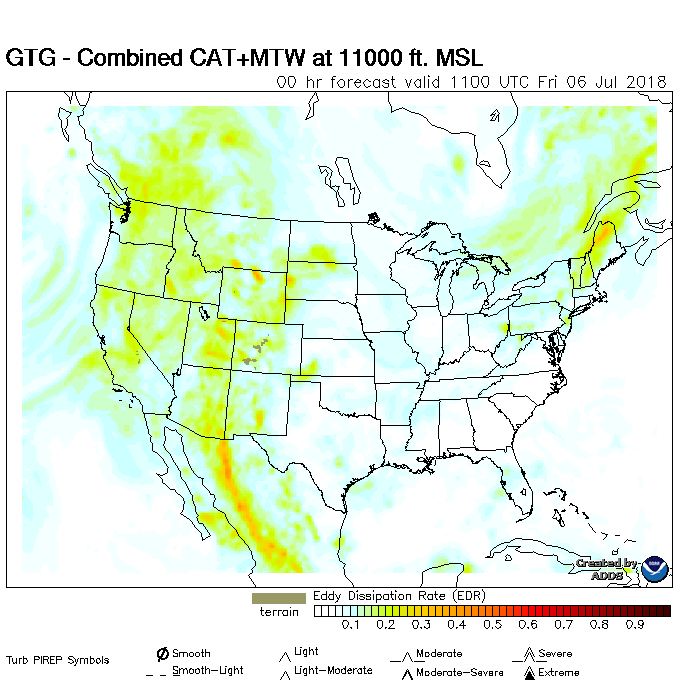 GTG - Combined CAT+MTW at 11000 ft. MSL
00 hr forecast valid 1100 UTC Fri 06 Jul 2018
Created by
ADDS
Eddy Dissipation Rate (EDR)
terrain
0.1 0.2 0.3 0.4 0.5 0.6 0.7 0.8 0.9
Turb PIREP Symbols
Smooth Light Moderate Severe
Smooth-Light Light-Moderate Moderate-Severe Extreme